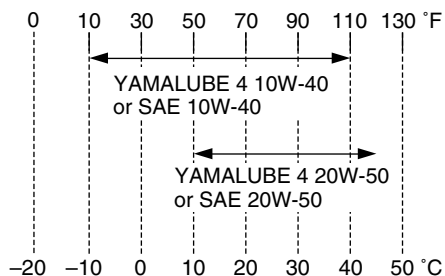 0 10 30 50 70 90 110 130 ˚F
YAMALUBE 4 10W-40
or SAE 10W-40
YAMALUBE 4 20W-50
or SAE 20W-50
–20 –10 0 10 20 30 40 50 ˚C